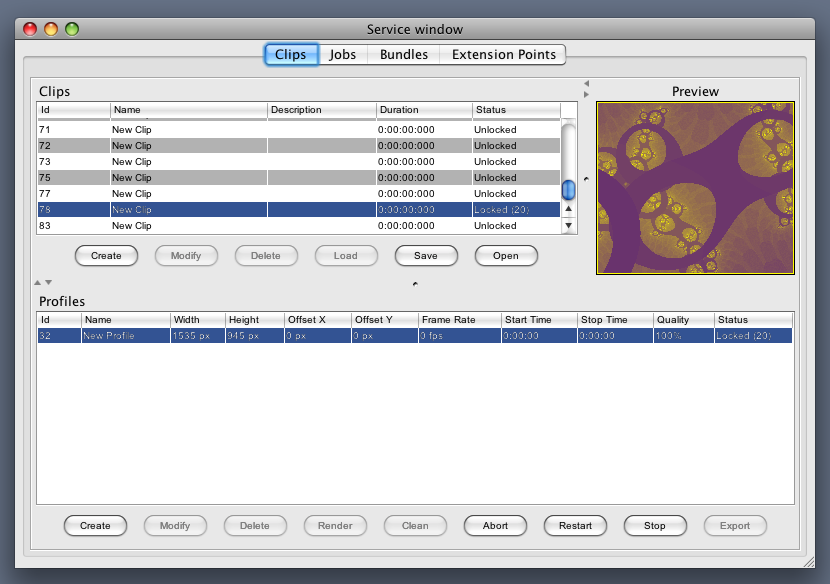 Service window
Clips Jobs Bundles Extension Points
Clips
Id Name Description Duration Status
71 New Clip 0:00:00:000 Unlocked
72 New Clip 0:00:00:000 Unlocked
73 New Clip 0:00:00:000 Unlocked
75 New Clip 0:00:00:000 Unlocked
77 New Clip 0:00:00:000 Unlocked
78 New Clip 0:00:00:000 Locked (20)
83 New Clip 0:00:00:000 Unlocked
Create Modify Delete Load Save Open
Preview
Profiles
Id Name Width Height Offset X Offset Y Frame Rate Start Time Stop Time Quality Status
32 New Profile 1535 px 945 px 0 px 0 px 0 fps 0:00:00 0:00:00 100% Locked (20)
Create Modify Delete Render Clean Abort Restart Stop Export